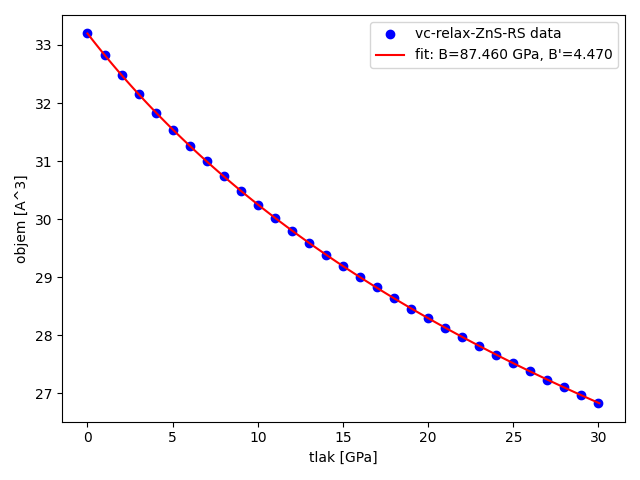 vc-relax-ZnS-RS data
fit: B=87.460 GPa, B'=4.470
33
32
31
30
29
28
27
objem [A^3]
0 5 10 15 20 25 30
tlak [GPa]